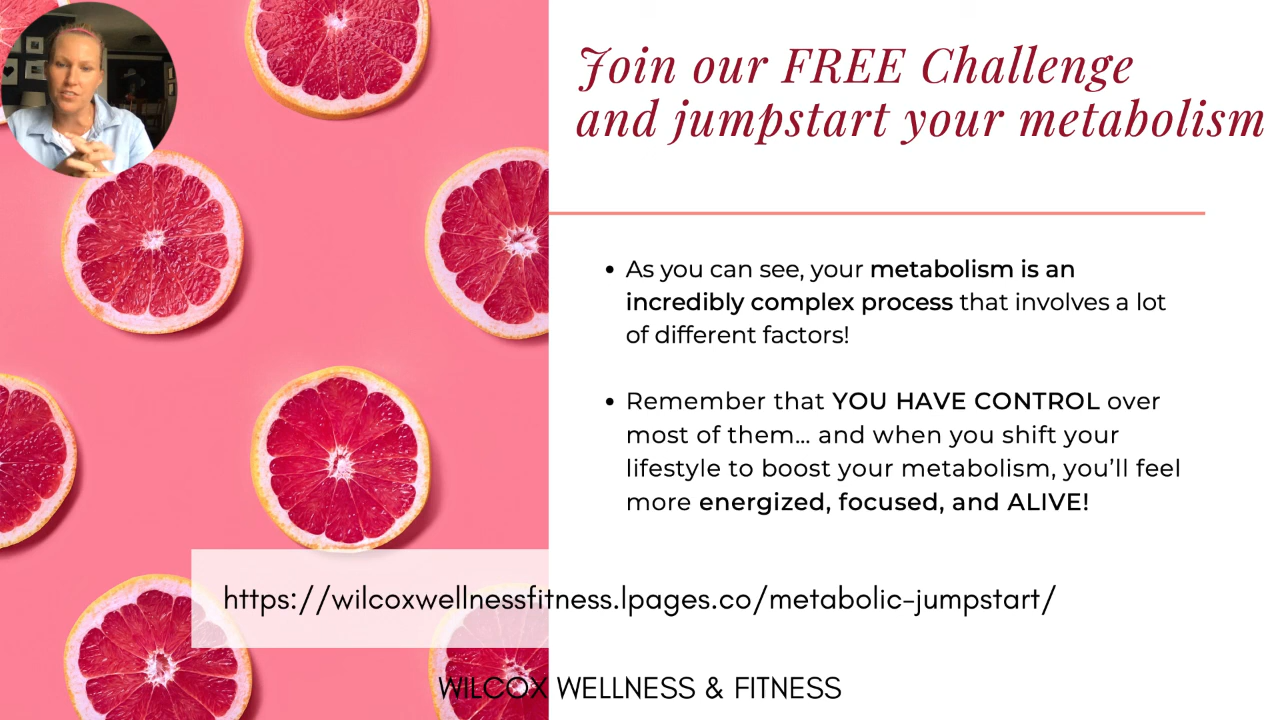 Join our FREE Challenge
and jumpstart your metabolism
• As you can see, your metabolism is an
incredibly complex process that involves a lot
of different factors!
• Remember that YOU HAVE CONTROL over
most of them... and when you shift your
lifestyle to boost your metabolism, you’ll feel
more energized, focused, and ALIVE!
https://wilcoxwellnessfitness.lpages.co/metabolic-jumpstart/
WILCOX WELLNESS & FITNESS